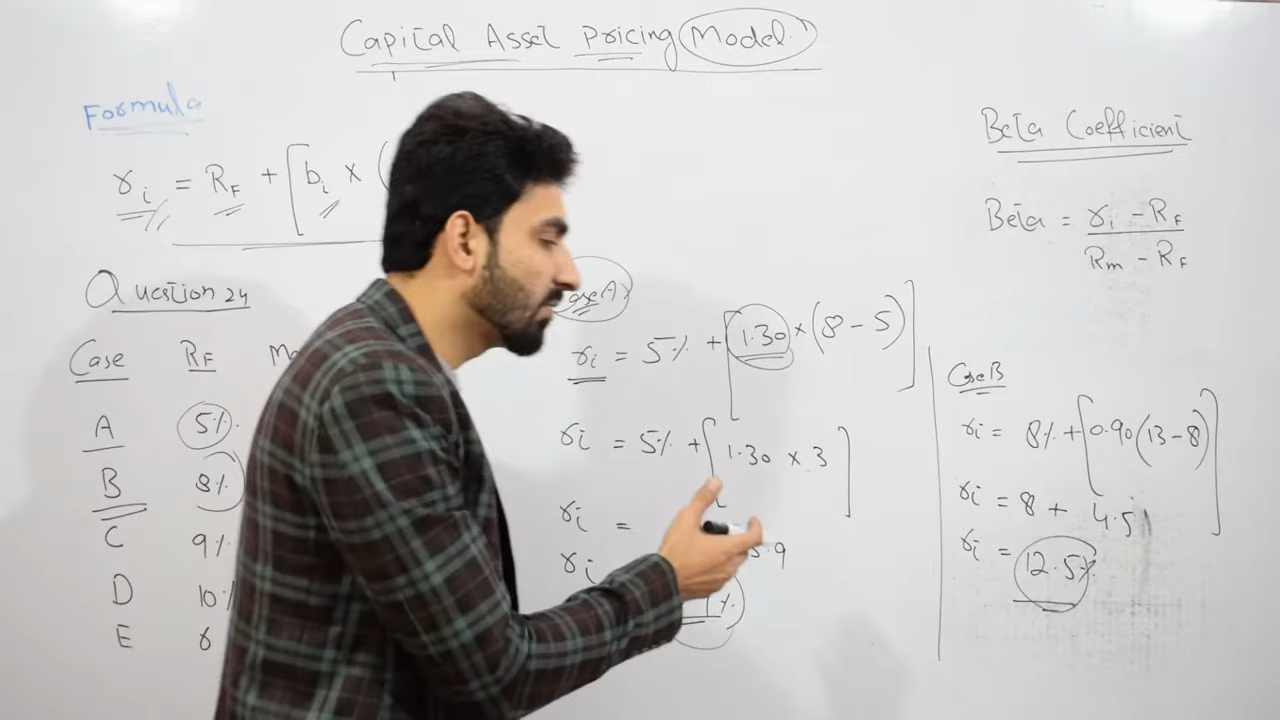 Capital Asset Pricing Model
Formula
ri = RF + [bi × (
Question 24
Case RF
A 5%
B 8%
C 9%
D 10%
E 6
Case A)
ri = 5% + [1.30 × (8 - 5)]
ri = 5% + [1.30 × 3]
ri =
ri
Beta Coefficient
Beta = ri - RF
Rm - RF
Case B
ri = 8% + [0.90 (13 - 8)]
ri = 8 + 4.5
ri = 12.5%